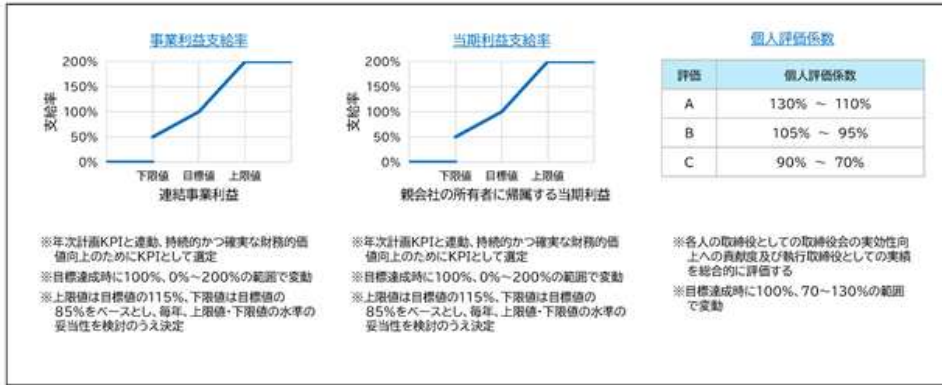 事業利益支給率
200%
150%
100%
50%
0%
支給率
下限値 目標値 上限値
連結事業利益
※年次計画KPIと連動、持続的かつ確実な財務的価
値向上のためにKPIとして選定
※目標達成時に100%、0%～200%の範囲で変動
※上限値は目標値の115%、下限値は目標値の
85%をベースとし、毎年、上限値・下限値の水準の
妥当性を検討のうえ決定
当期利益支給率
200%
150%
100%
50%
0%
支給率
下限値 目標値 上限値
親会社の所有者に帰属する当期利益
※年次計画KPIと連動、持続的かつ確実な財務的価
値向上のためにKPIとして選定
※目標達成時に100%、0%～200%の範囲で変動
※上限値は目標値の115%、下限値は目標値の
85%をベースとし、毎年、上限値・下限値の水準の
妥当性を検討のうえ決定
個人評価係数
評価 個人評価係数
A 130% ～ 110%
B 105% ～ 95%
C 90% ～ 70%
※各人の取締役としての取締役会の実効性向
上への貢献度及び執行取締役としての実績
を総合的に評価する
※目標達成時に100%、70～130%の範囲
で変動